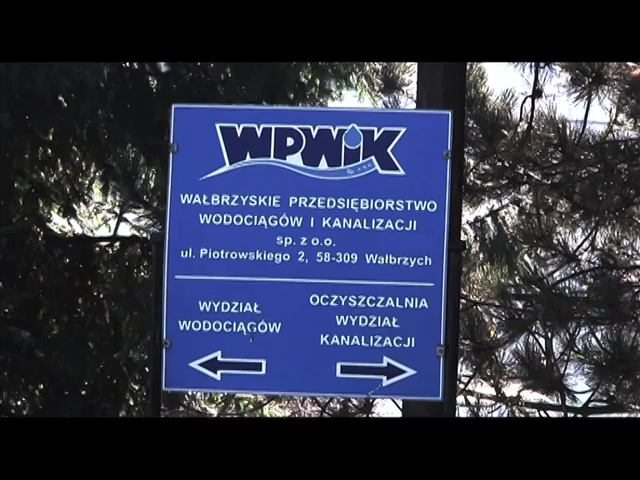 WPWiK
WAŁBRZYSKIE PRZEDSIĘBIORSTWO
WODOCIĄGÓW I KANALIZACJI
sp. z o.o.
ul. Piotrowskiego 2, 58-309 Wałbrzych
WYDZIAŁ
WODOCIĄGÓW
OCZYSZCZALNIA
WYDZIAŁ
KANALIZACJI